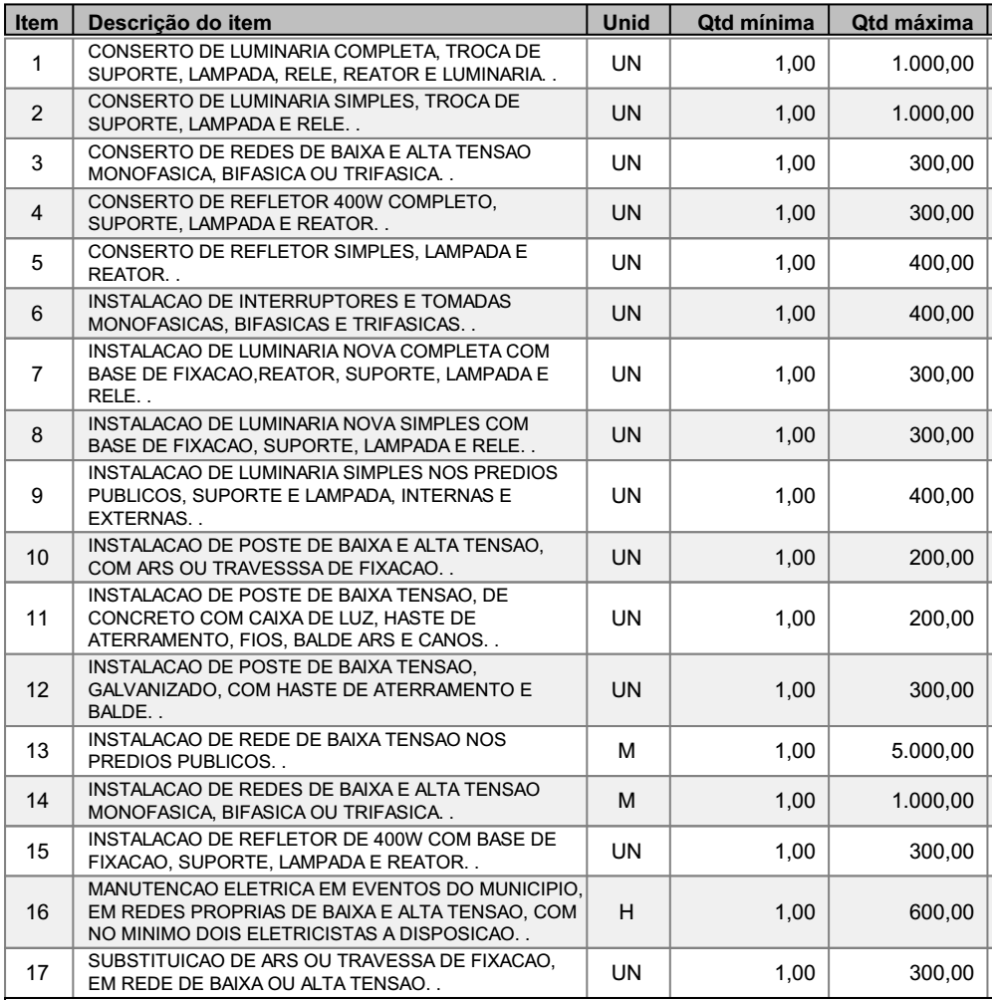 Item Descrição do item Unid Qtd mínima Qtd máxima
1 CONSERTO DE LUMINARIA COMPLETA, TROCA DE
SUPORTE, LAMPADA, RELE, REATOR E LUMINARIA. . UN 1,00 1.000,00
2 CONSERTO DE LUMINARIA SIMPLES, TROCA DE
SUPORTE, LAMPADA E RELE. . UN 1,00 1.000,00
3 CONSERTO DE REDES DE BAIXA E ALTA TENSAO
MONOFASICA, BIFASICA OU TRIFASICA. . UN 1,00 300,00
4 CONSERTO DE REFLETOR 400W COMPLETO,
SUPORTE, LAMPADA E REATOR. . UN 1,00 300,00
5 CONSERTO DE REFLETOR SIMPLES, LAMPADA E
REATOR. . UN 1,00 400,00
6 INSTALACAO DE INTERRUPTORES E TOMADAS
MONOFASICAS, BIFASICAS E TRIFASICAS. . UN 1,00 400,00
7 INSTALACAO DE LUMINARIA NOVA COMPLETA COM
BASE DE FIXACAO,REATOR, SUPORTE, LAMPADA E UN 1,00 300,00
RELE. .
8 INSTALACAO DE LUMINARIA NOVA SIMPLES COM
BASE DE FIXACAO, SUPORTE, LAMPADA E RELE. . UN 1,00 300,00
INSTALACAO DE LUMINARIA SIMPLES NOS PREDIOS
9 PUBLICOS, SUPORTE E LAMPADA, INTERNAS E UN 1,00 400,00
EXTERNAS. .
10 INSTALACAO DE POSTE DE BAIXA E ALTA TENSAO,
COM ARS OU TRAVESSSA DE FIXACAO. . UN 1,00 200,00
INSTALACAO DE POSTE DE BAIXA TENSAO, DE
11 CONCRETO COM CAIXA DE LUZ, HASTE DE UN 1,00 200,00
ATERRAMENTO, FIOS, BALDE ARS E CANOS. .
INSTALACAO DE POSTE DE BAIXA TENSAO,
12 GALVANIZADO, COM HASTE DE ATERRAMENTO E UN 1,00 300,00
BALDE. .
13 INSTALACAO DE REDE DE BAIXA TENSAO NOS
PREDIOS PUBLICOS. . M 1,00 5.000,00
14 INSTALACAO DE REDES DE BAIXA E ALTA TENSAO
MONOFASICA, BIFASICA OU TRIFASICA. . M 1,00 1.000,00
15 INSTALACAO DE REFLETOR DE 400W COM BASE DE
FIXACAO, SUPORTE, LAMPADA E REATOR. . UN 1,00 300,00
MANUTENCAO ELETRICA EM EVENTOS DO MUNICIPIO,
16 EM REDES PROPRIAS DE BAIXA E ALTA TENSAO, COM H 1,00 600,00
NO MINIMO DOIS ELETRICISTAS A DISPOSICAO. .
17 SUBSTITUICAO DE ARS OU TRAVESSA DE FIXACAO,
EM REDE DE BAIXA OU ALTA TENSAO. . UN 1,00 300,00